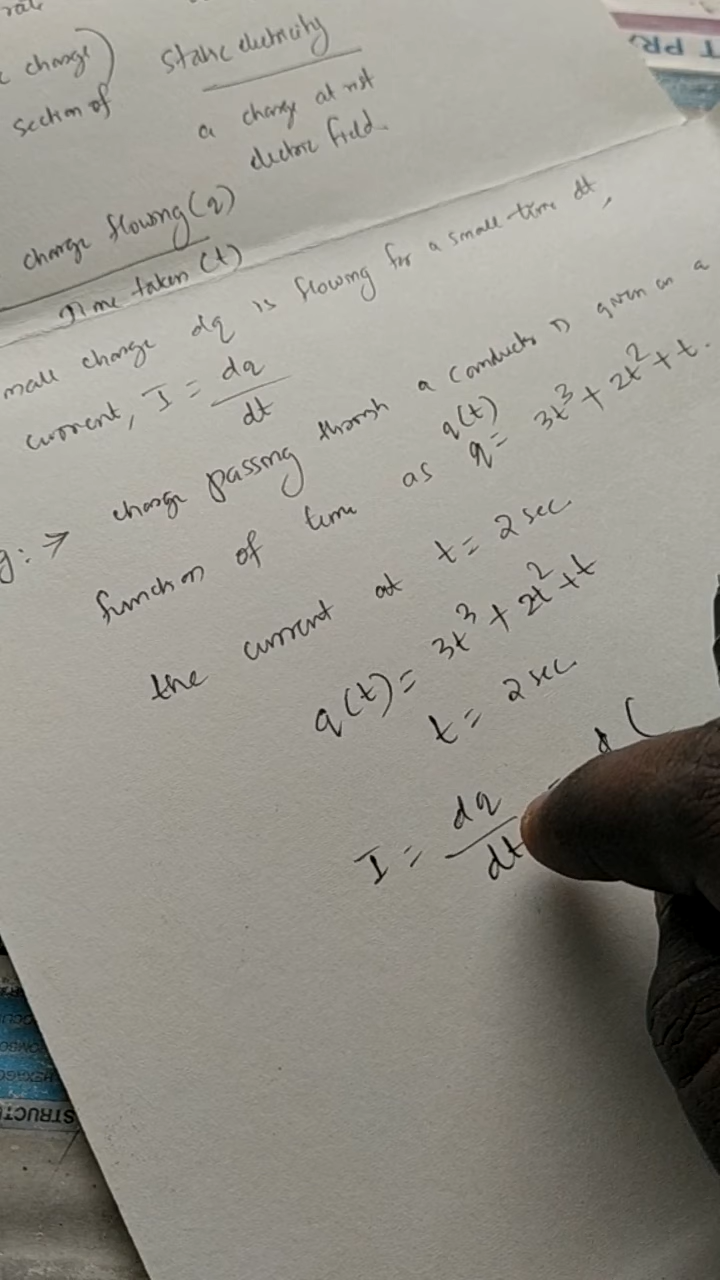 change)
section of
Static electricity
a charge at rest
electric field.
charge flowing (q)
Time taken (t)
small charge dq is flowing for a small time dt,
current, I = dq
dt
g: → charge passing through a conductor is given as a
function of time as q(t) q = 3t³ + 2t² + t.
the current at t = 2 sec
q(t) = 3t³ + 2t² + t
t = 2 sec
I = dq
dt